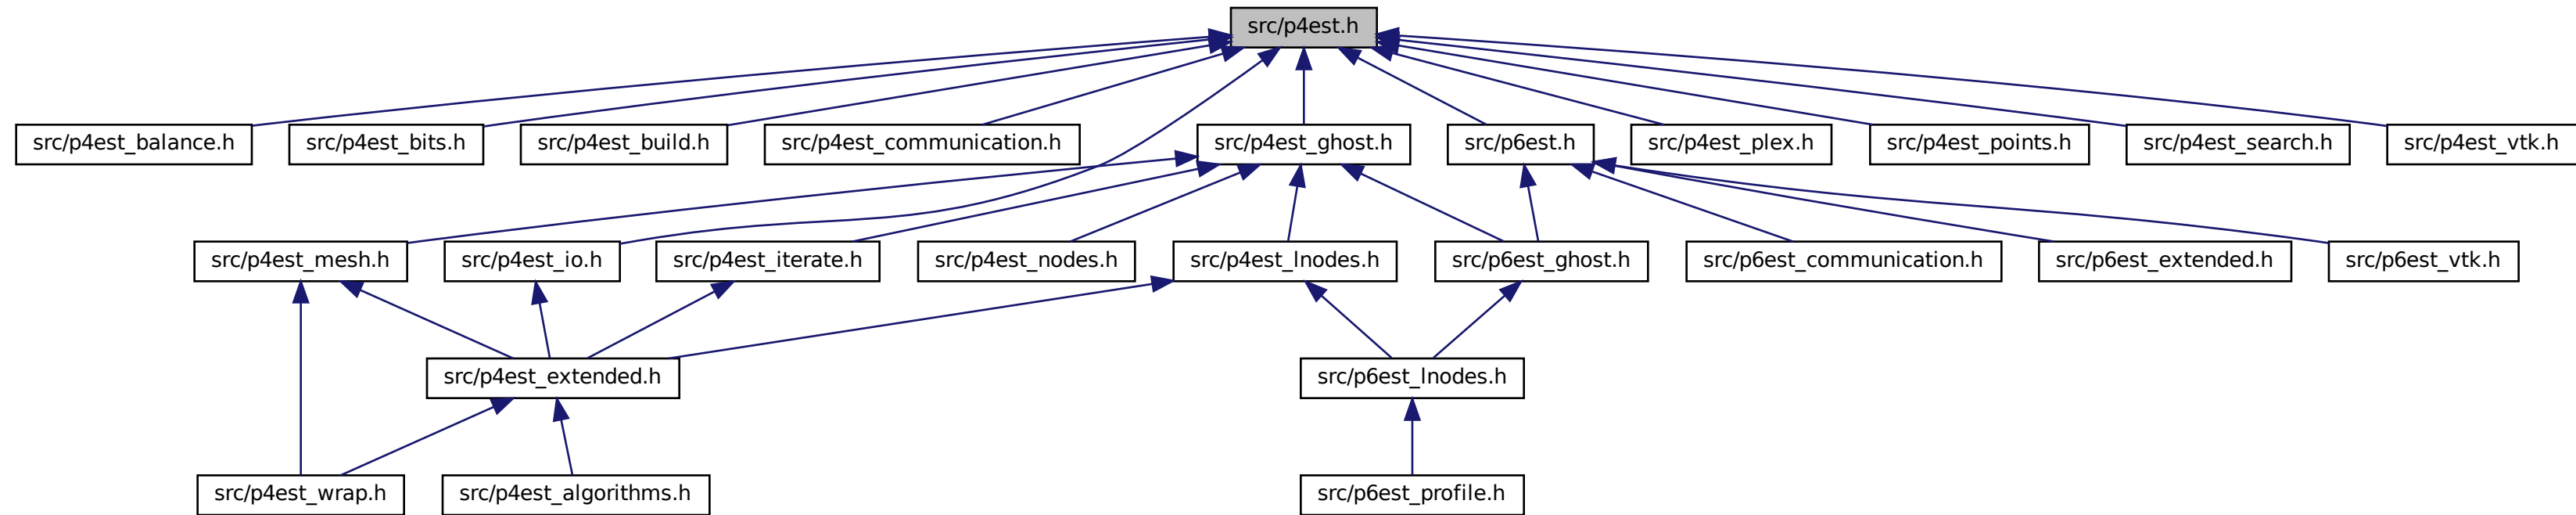 src/p4est.h
src/p4est_balance.h
src/p4est_bits.h
src/p4est_build.h
src/p4est_communication.h
src/p4est_ghost.h
src/p6est.h
src/p4est_plex.h
src/p4est_points.h
src/p4est_search.h
src/p4est_vtk.h
src/p4est_mesh.h
src/p4est_io.h
src/p4est_iterate.h
src/p4est_nodes.h
src/p4est_lnodes.h
src/p6est_ghost.h
src/p6est_communication.h
src/p6est_extended.h
src/p6est_vtk.h
src/p4est_extended.h
src/p6est_lnodes.h
src/p4est_wrap.h
src/p4est_algorithms.h
src/p6est_profile.h